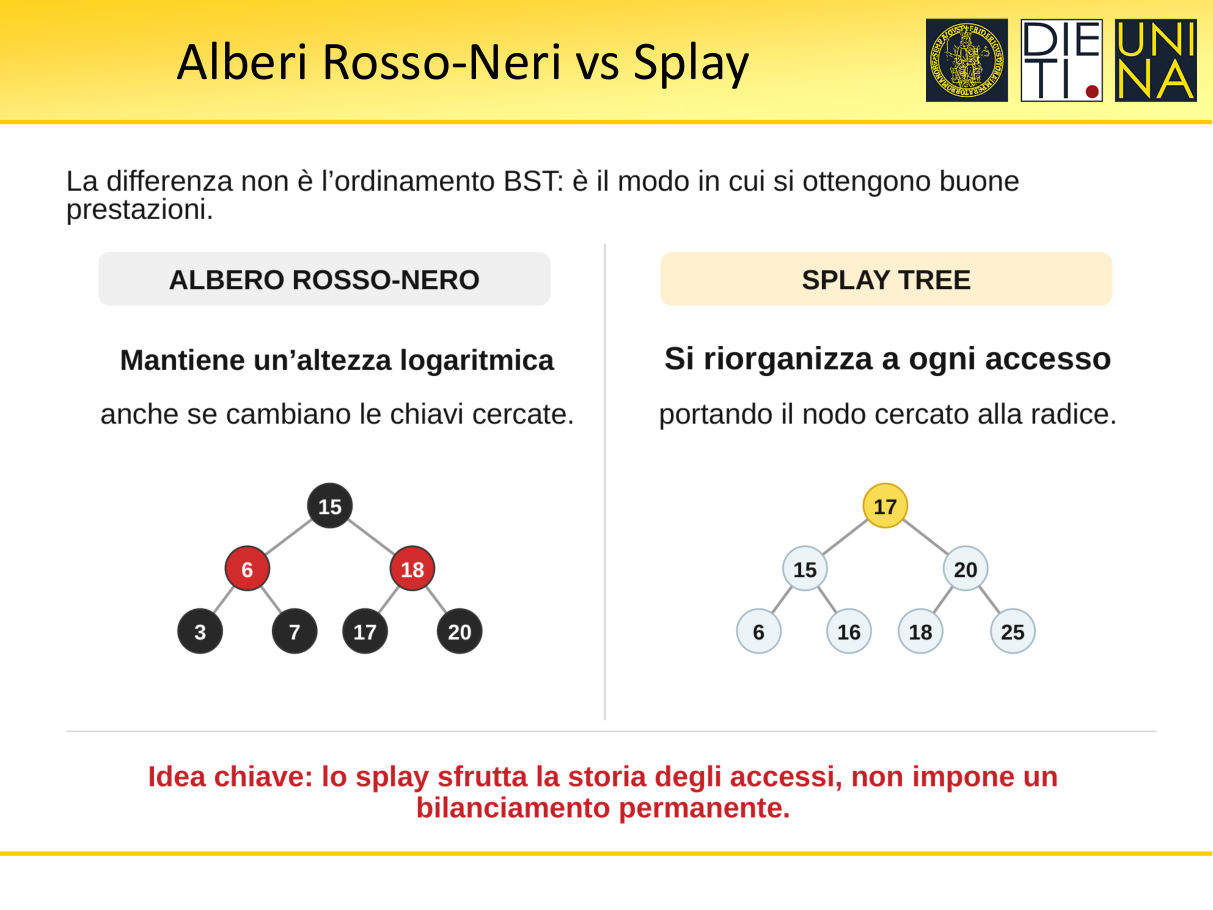 Alberi Rosso-Neri vs Splay
DIE
TI.
UNI
NA
La differenza non è l’ordinamento BST: è il modo in cui si ottengono buone
prestazioni.
ALBERO ROSSO-NERO
Mantiene un’altezza logaritmica
anche se cambiano le chiavi cercate.
15
6 18
3 7 17 20
SPLAY TREE
Si riorganizza a ogni accesso
portando il nodo cercato alla radice.
17
15 20
6 16 18 25
Idea chiave: lo splay sfrutta la storia degli accessi, non impone un
bilanciamento permanente.